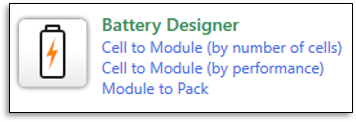 Battery Designer
Cell to Module (by number of cells)
Cell to Module (by performance)
Module to Pack